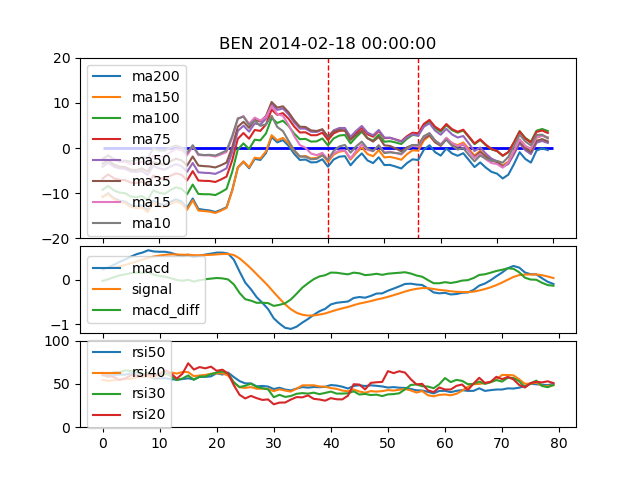 BEN 2014-02-18 00:00:00
20
10
0
−10
−20
ma200
ma150
ma100
ma75
ma50
ma35
ma15
ma10
0
−1
macd
signal
macd_diff
100
50
0
rsi50
rsi40
rsi30
rsi20
0 10 20 30 40 50 60 70 80